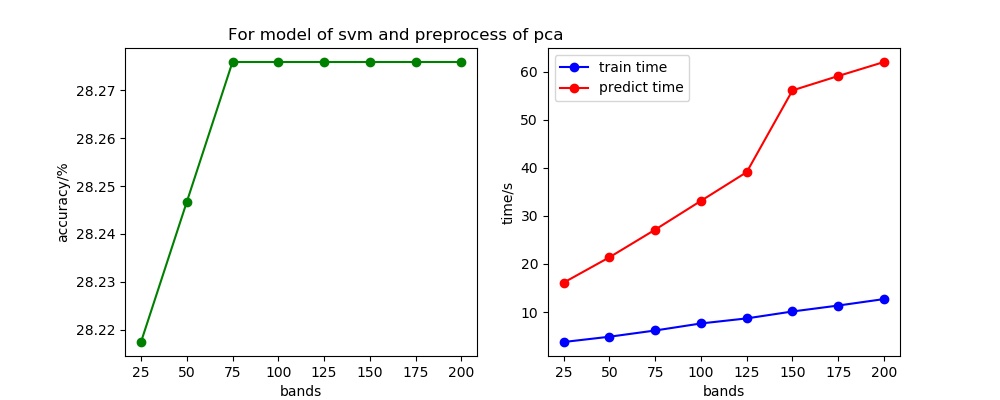 For model of svm and preprocess of pca
accuracy/%
28.27
28.26
28.25
28.24
28.23
28.22
25 50 75 100 125 150 175 200
bands
time/s
60
50
40
30
20
10
train time
predict time
25 50 75 100 125 150 175 200
bands